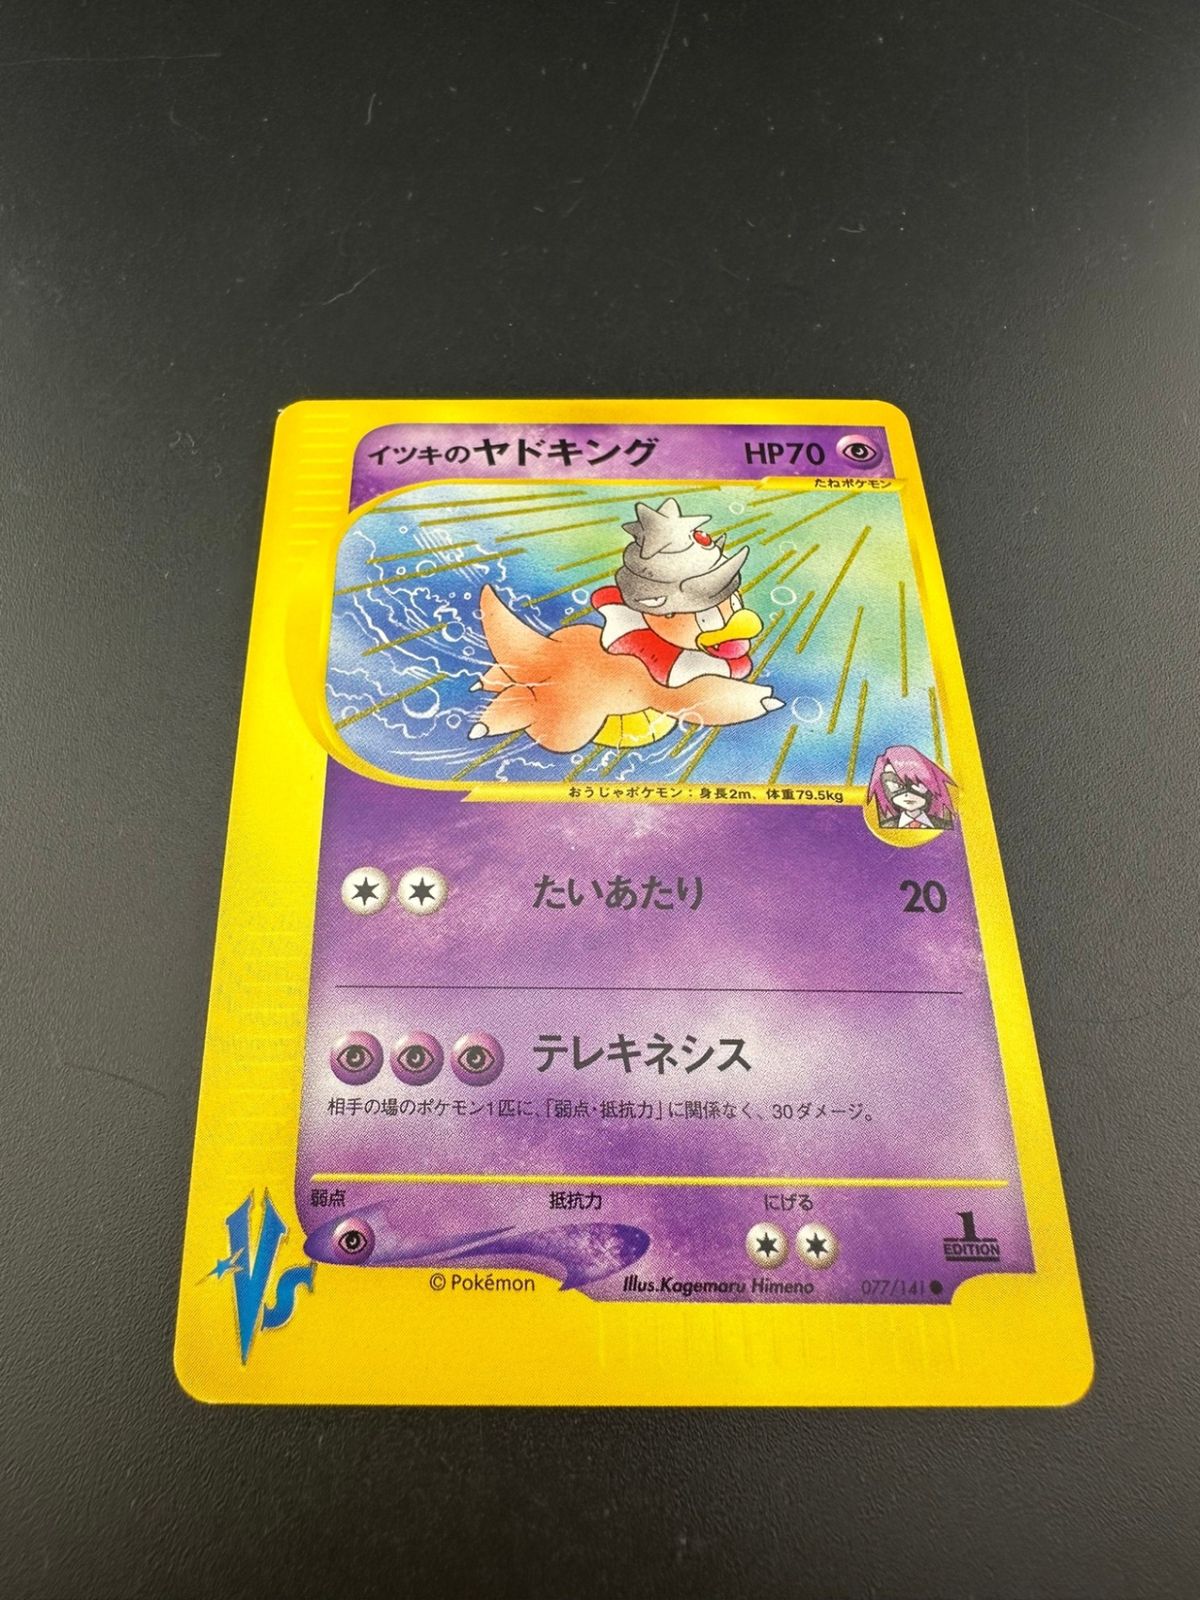 イツキのヤドキング HP70
たねポケモン
おうじゃポケモン：身長2m、体重79.5kg
たいあたり 20
テレキネシス
相手の場のポケモン1匹に、「弱点・抵抗力」に関係なく、30ダメージ。
弱点 抵抗力 にげる
1
EDITION
VS
© Pokémon Illus.Kagemaru Himeno 077/141 ●